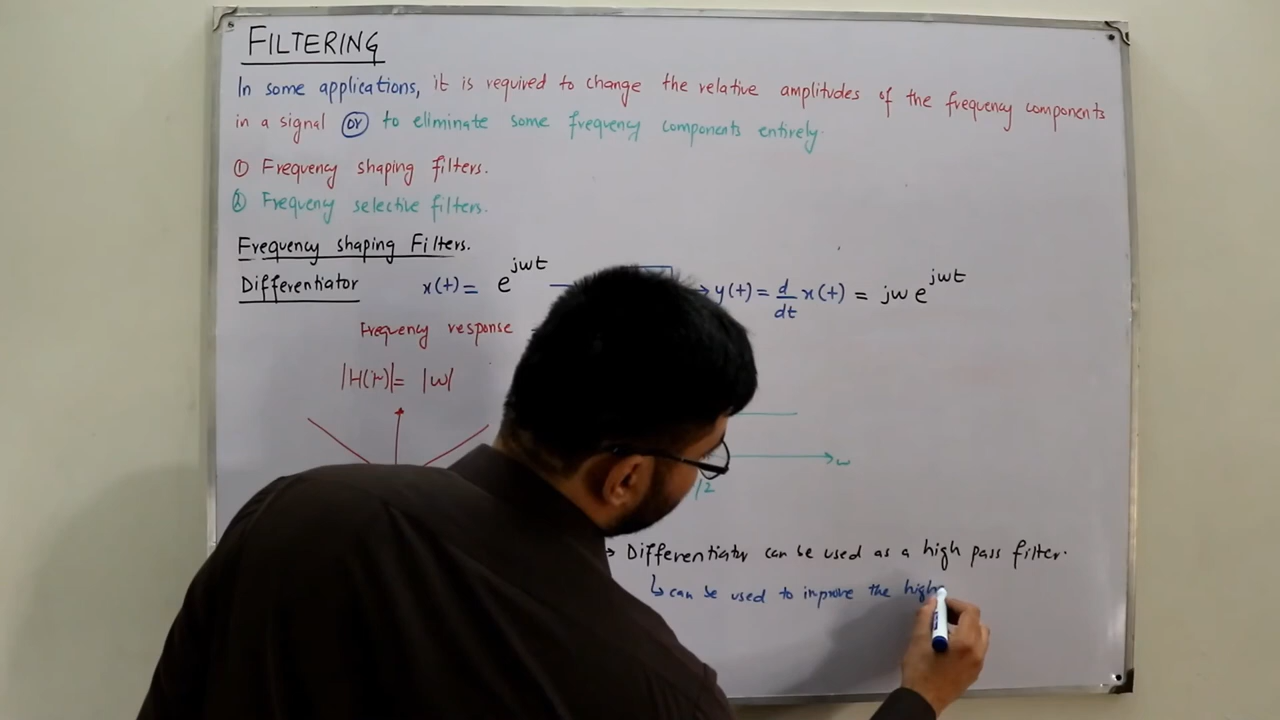 FILTERING
In some applications, it is required to change the relative amplitudes of the frequency components
in a signal or to eliminate some frequency components entirely.
① Frequency shaping filters.
② Frequency selective filters.
Frequency shaping Filters.
Differentiator x(t) = e^jwt → y(t) = d/dt x(t) = jw e^jwt
Frequency response
|w|
w
/2
→ Differentiator can be used as a high pass filter.
↳ can be used to improve the high